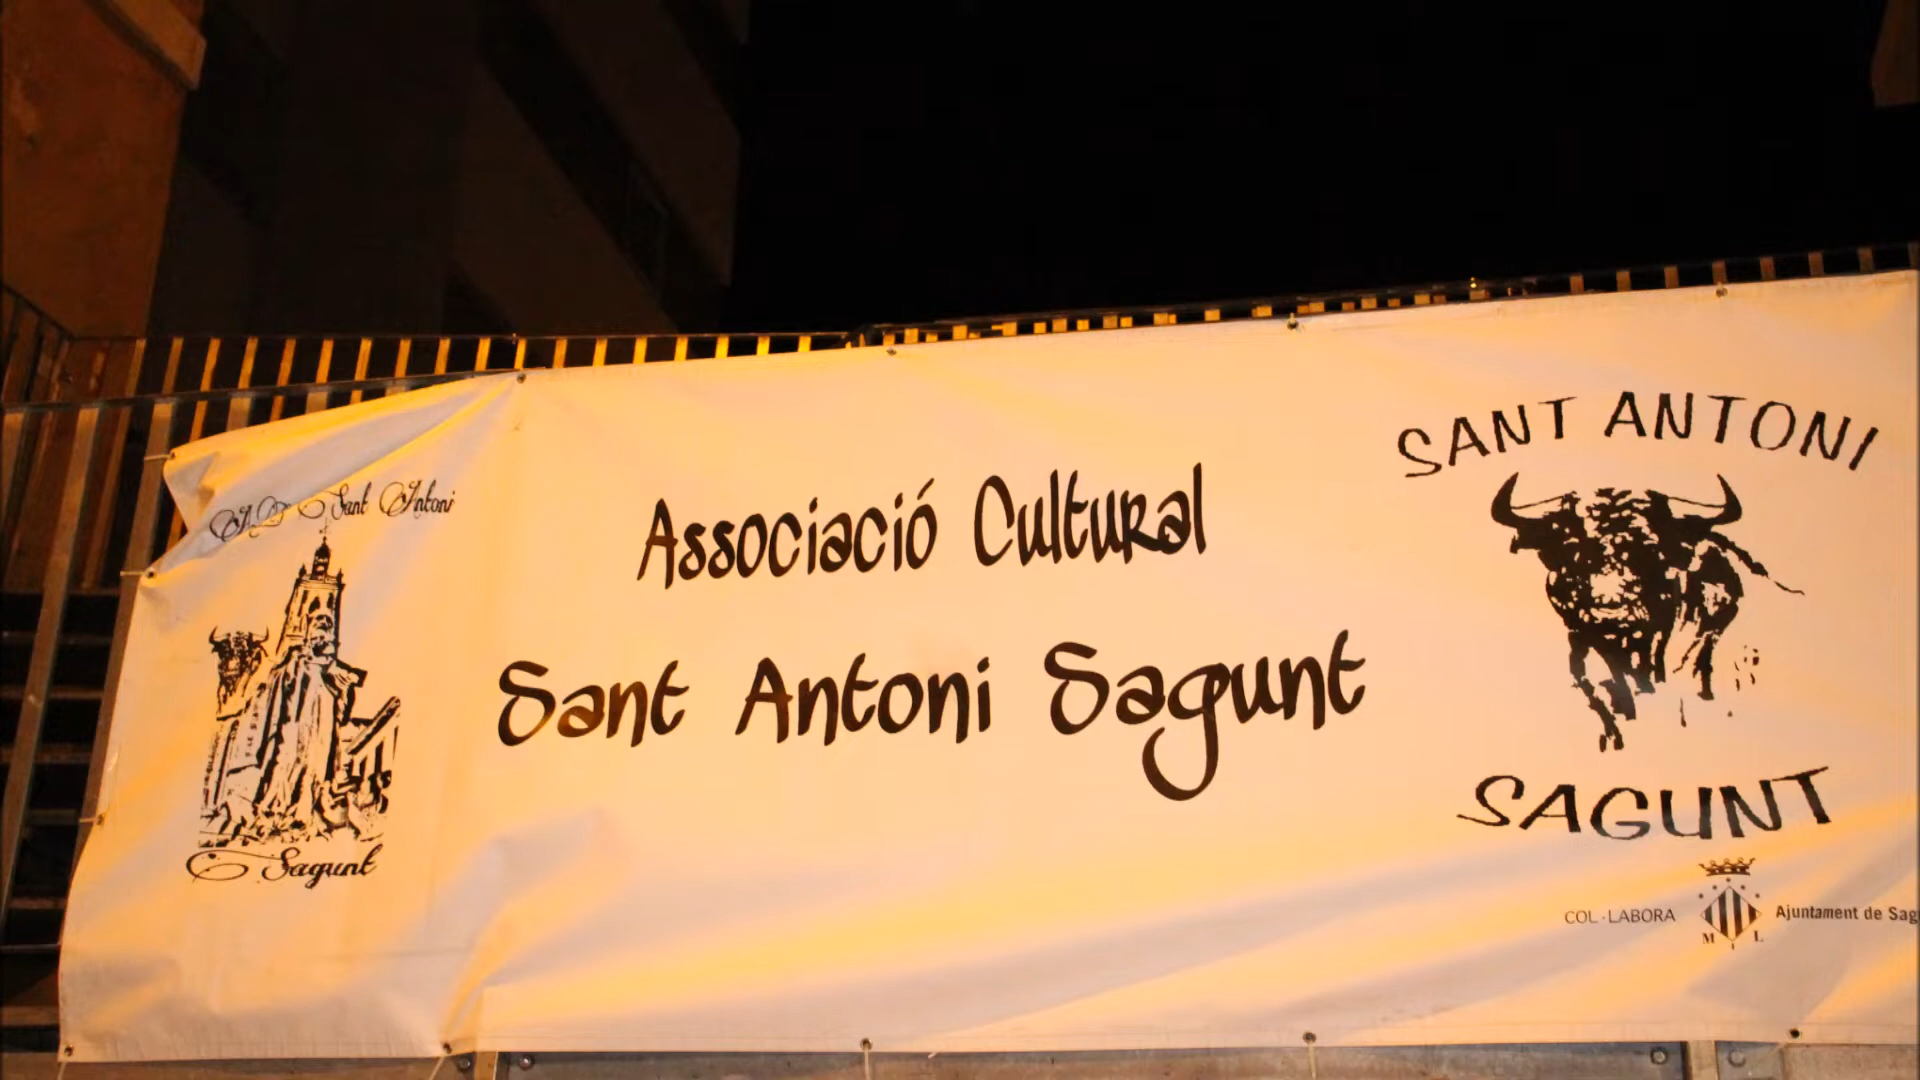 Sant Antoni
Sagunt
Associació Cultural
Sant Antoni Sagunt
SANT ANTONI
SAGUNT
COL·LABORA
M L
Ajuntament de Sag